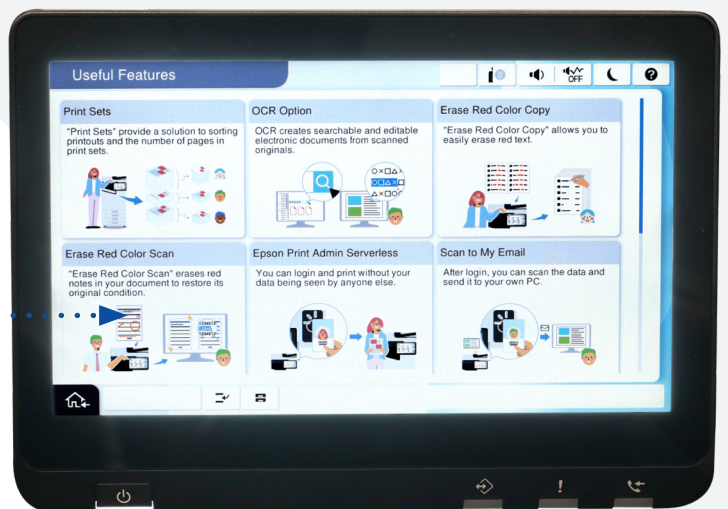 Useful Features
OFF
Print Sets
"Print Sets" provide a solution to sorting
printouts and the number of pages in
print sets.
OCR Option
OCR creates searchable and editable
electronic documents from scanned
originals.
Erase Red Color Copy
"Erase Red Color Copy" allows you to
easily erase red text.
Erase Red Color Scan
"Erase Red Color Scan" erases red
notes in your document to restore its
original condition.
Epson Print Admin Serverless
You can login and print without your
data being seen by anyone else.
Scan to My Email
After login, you can scan the data and
send it to your own PC.